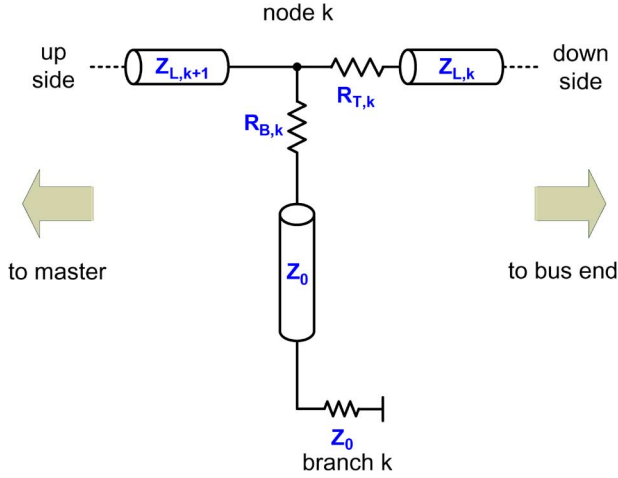 node k
up
side
Z_L,k+1
R_T,k
Z_L,k
down
side
R_B,k
to master
Z_0
to bus end
Z_0
branch k